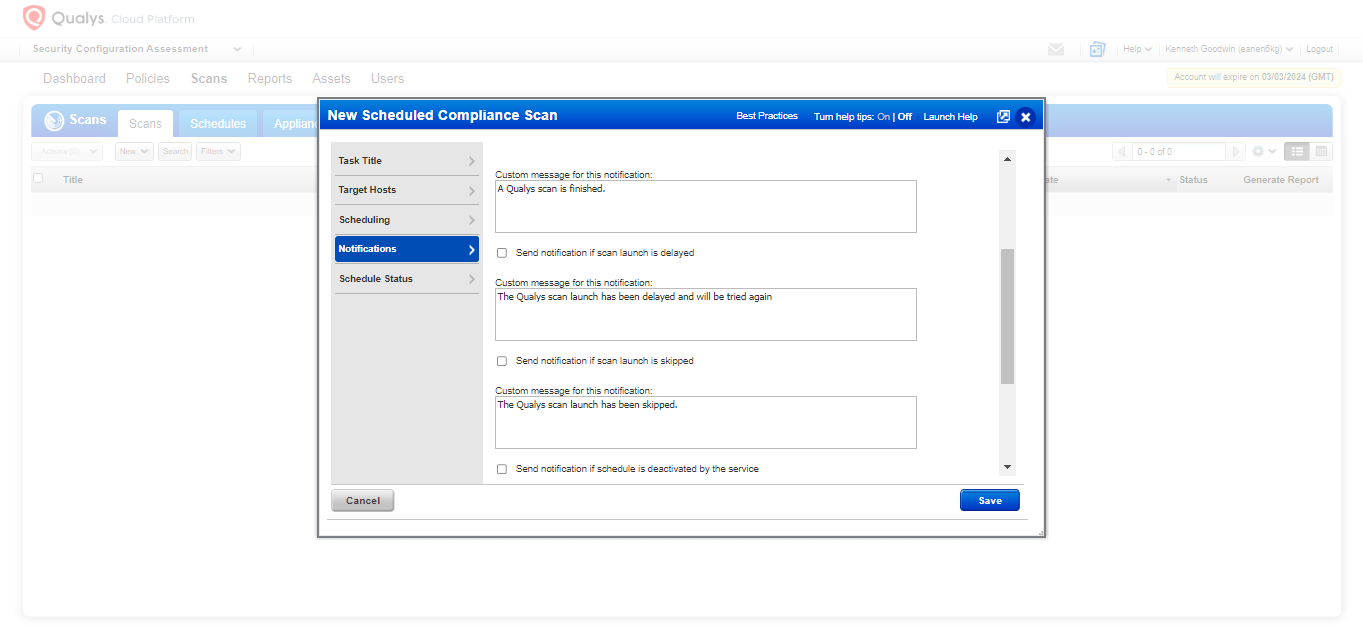 Qualys. Cloud Platform
Security Configuration Assessment
Help
Kenneth Goodwin (eanen6kg)
Logout
Dashboard
Policies
Scans
Reports
Assets
Users
Account will expire on 03/03/2024 (GMT)
Scans
Scans
Schedules
Applian
Actions (0)
New
Search
Filters
0 - 0 of 0
Title
ate
Status
Generate Report
New Scheduled Compliance Scan
Best Practices
Turn help tips: On | Off
Launch Help
Task Title
Target Hosts
Scheduling
Notifications
Schedule Status
Custom message for this notification:
A Qualys scan is finished.
Send notification if scan launch is delayed
Custom message for this notification:
The Qualys scan launch has been delayed and will be tried again
Send notification if scan launch is skipped
Custom message for this notification:
The Qualys scan launch has been skipped.
Send notification if schedule is deactivated by the service
Cancel
Save